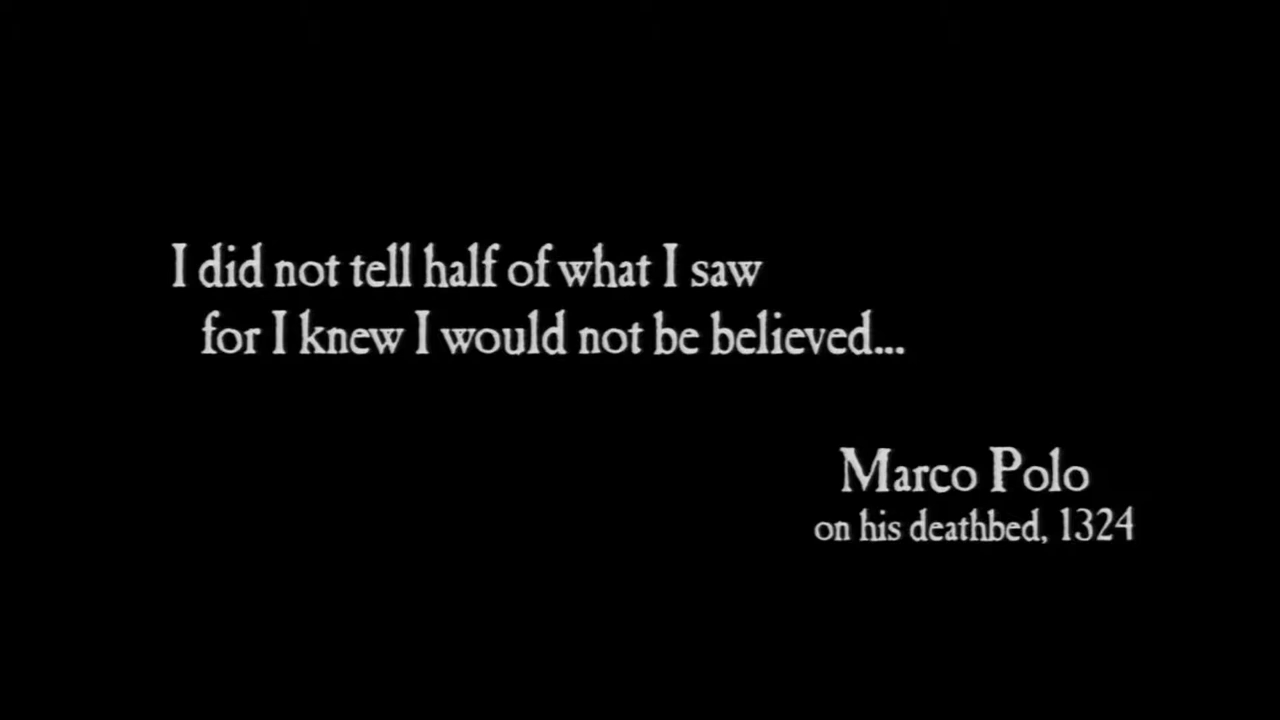 I did not tell half of what I saw
for I knew I would not be believed...
Marco Polo
on his deathbed, 1324